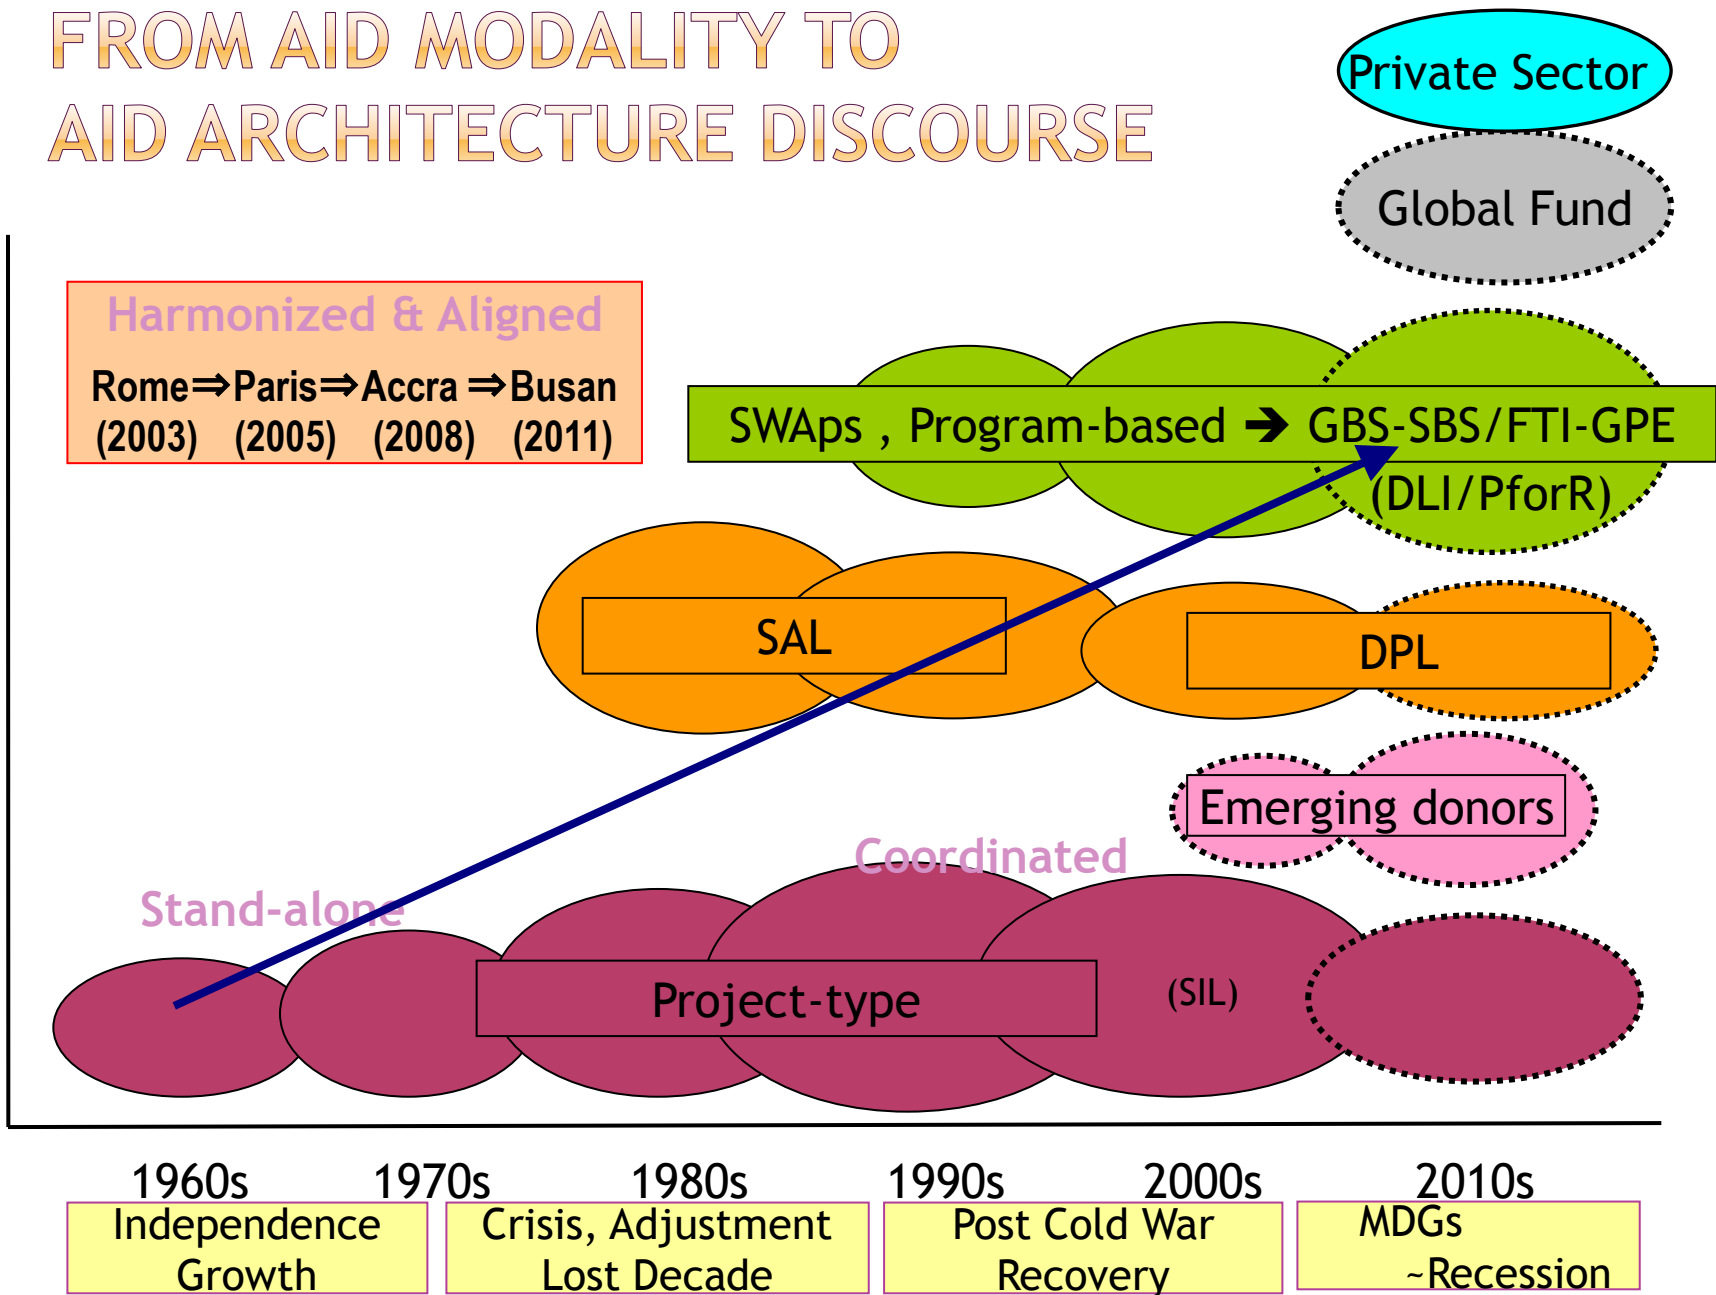 FROM AID MODALITY TO
AID ARCHITECTURE DISCOURSE
Private Sector
Global Fund
Harmonized & Aligned
Rome⇒Paris⇒Accra ⇒Busan
(2003) (2005) (2008) (2011)
SWAps , Program-based ➔ GBS-SBS/FTI-GPE
(DLI/PforR)
SAL
DPL
Emerging donors
Coordinated
Stand-alone
Project-type
(SIL)
1960s 1970s 1980s 1990s 2000s 2010s
Independence
Growth
Crisis, Adjustment
Lost Decade
Post Cold War
Recovery
MDGs
~Recession